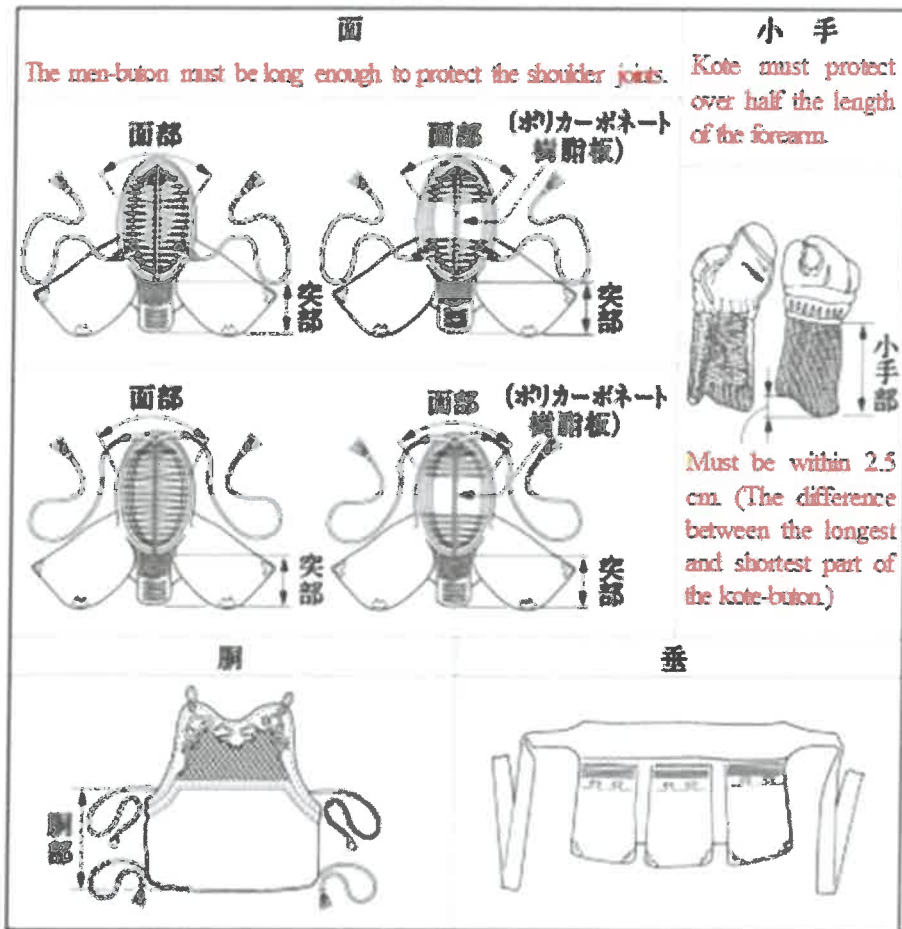 面
The men-buton must be long enough to protect the shoulder joints.
小手
Kote must protect
over half the length
of the forearm.
面部
面部
(ポリカーボネート
樹脂板)
突部
突部
小手部
面部
面部
(ポリカーボネート
樹脂板)
突部
突部
Must be within 2.5
cm. (The difference
between the longest
and shortest part of
the kote-buton.)
胴
垂
胴部